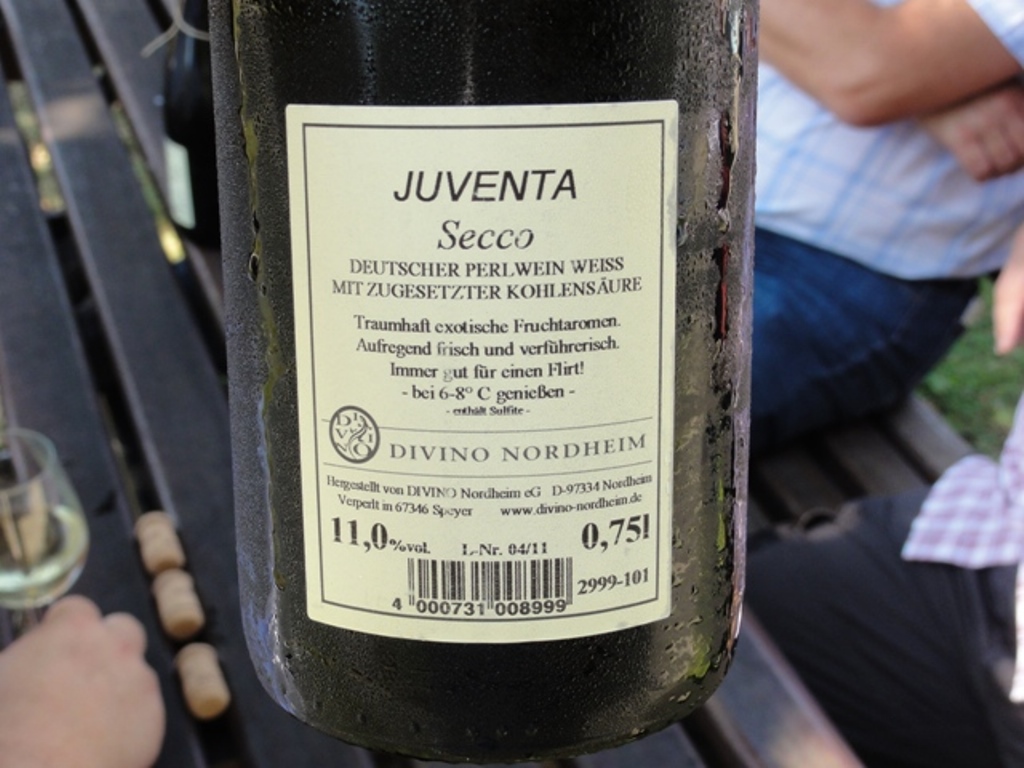 JUVENTA
Secco
DEUTSCHER PERLWEIN WEISS
MIT ZUGESETZTER KOHLENSÄURE
Traumhaft exotische Fruchtaromen.
Aufregend frisch und verführerisch.
Immer gut für einen Flirt!
- bei 6-8° C genießen -
- enthält Sulfite -
DIVINO
DIVINO NORDHEIM
Hergestellt von DIVINO Nordheim eG D-97334 Nordheim
Verperlt in 67346 Speyer www.divino-nordheim.de
11,0%vol. L-Nr. 04/11 0,75l
2999-101
4 000731 008999